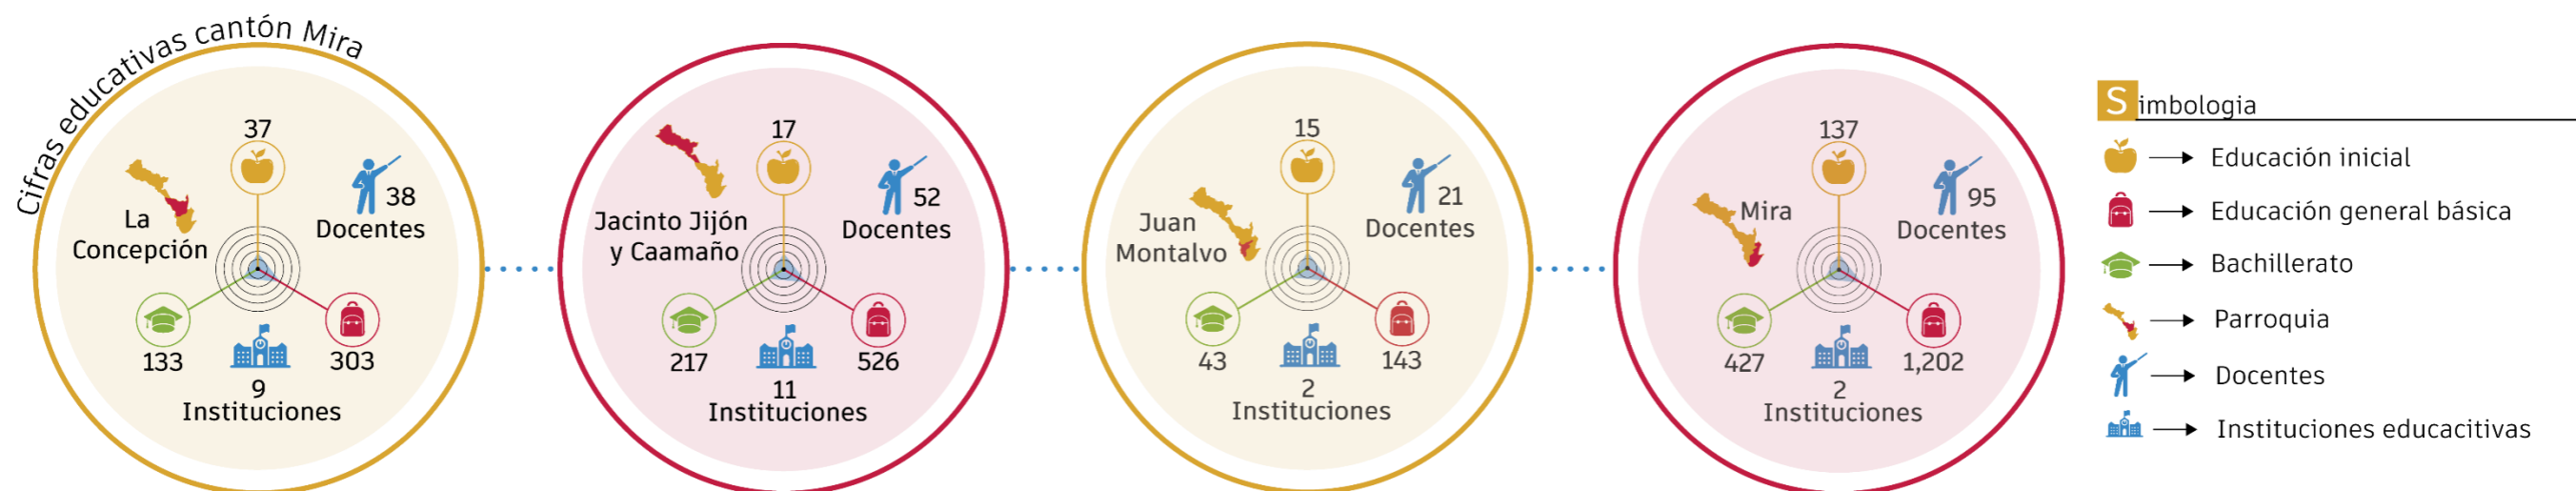 Cifras educativas cantón Mira
37
38
Docentes
La
Concepción
133
303
9
Instituciones
17
52
Docentes
Jacinto Jijón
y Caamaño
217
526
11
Instituciones
15
21
Docentes
Juan
Montalvo
43
143
2
Instituciones
137
95
Docentes
Mira
427
1,202
2
Instituciones
Simbologia
Educación inicial
Educación general básica
Bachillerato
Parroquia
Docentes
Instituciones educacitivas